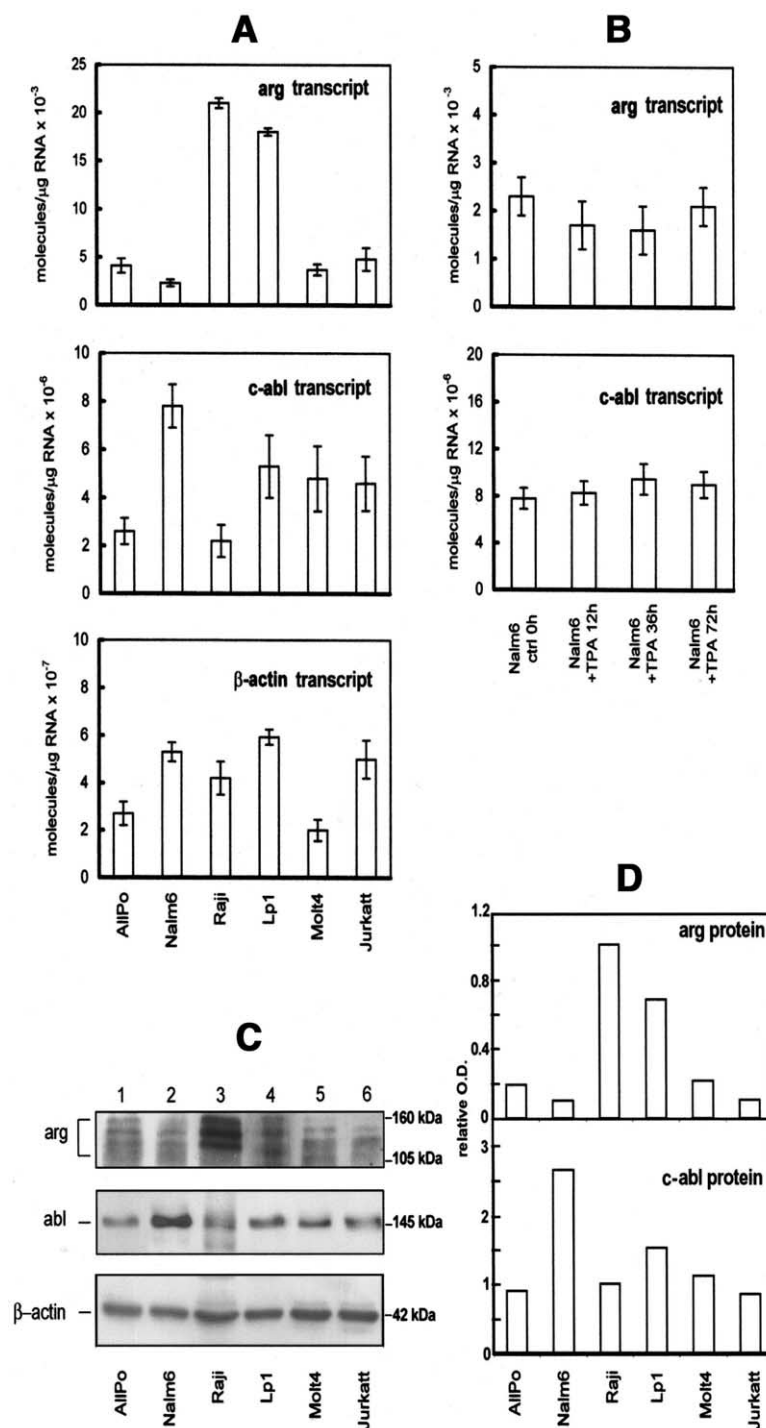 A
molecules/µg RNA x 10⁻³
25
20
15
10
5
0
arg transcript
molecules/µg RNA x 10⁻⁶
10
8
6
4
2
0
c-abl transcript
molecules/µg RNA x 10⁻⁷
10
8
6
4
2
0
β-actin transcript
AllPo
Nalm6
Raji
Lp1
Molt4
Jurkatt
B
molecules/µg RNA x 10⁻³
5
4
3
2
1
0
arg transcript
molecules/µg RNA x 10⁻⁶
20
16
12
8
4
0
c-abl transcript
Nalm6
ctrl 0h
Nalm6
+TPA 12h
Nalm6
+TPA 36h
Nalm6
+TPA 72h
C
1 2 3 4 5 6
arg
-160 kDa
-105 kDa
abl
-145 kDa
β-actin
-42 kDa
AllPo
Nalm6
Raji
Lp1
Molt4
Jurkatt
D
relative O.D.
1.2
0.8
0.4
0
arg protein
3
2
1
0
c-abl protein
AllPo
Nalm6
Raji
Lp1
Molt4
Jurkatt